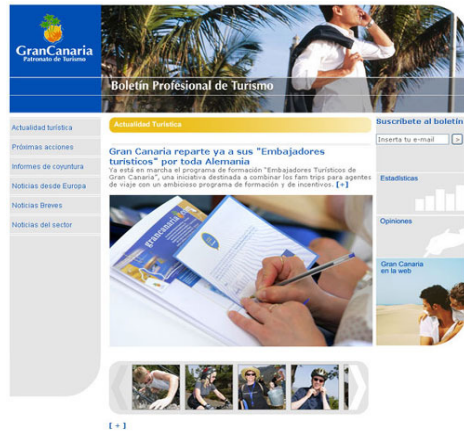 GranCanaria
Patronato de Turismo
Boletín Profesional de Turismo
Actualidad turística
Próximas acciones
Informes de coyuntura
Noticias desde Europa
Noticias Breves
Noticias del sector
Actualidad Turística
Gran Canaria reparte ya a sus "Embajadores
turísticos" por toda Alemania
Ya está en marcha el programa de formación "Embajadores Turísticos de
Gran Canaria", una iniciativa destinada a combinar los fam trips para agentes
de viaje con un ambicioso programa de formación y de incentivos. [+]
grancanaria
[ + ]
Suscríbete al boletín
Inserta tu e-mail
>
Estadísticas
Opiniones
Gran Canaria
en la web